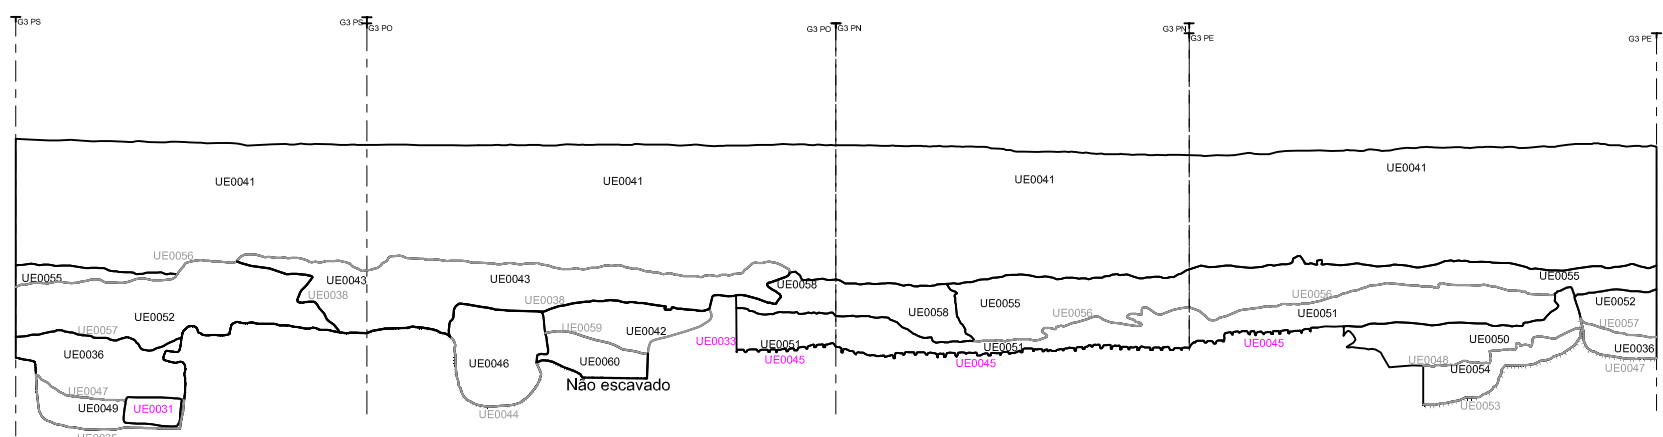 G3 PS
G3 PS
G3 PO
G3 PO
G3 PN
G3 PN
G3 PE
G3 PE
UE0041
UE0041
UE0041
UE0041
UE0056
UE0055
UE0043
UE0038
UE0052
UE0057
UE0036
UE0047
UE0049
UE0031
UE0035
UE0043
UE0038
UE0059
UE0042
UE0046
UE0060
Não escavado
UE0044
UE0033
UE0058
UE0051
UE0045
UE0058
UE0055
UE0056
UE0051
UE0045
UE0055
UE0056
UE0051
UE0045
UE0052
UE0057
UE0050
UE0036
UE0048
UE0054
UE0047
UE0053